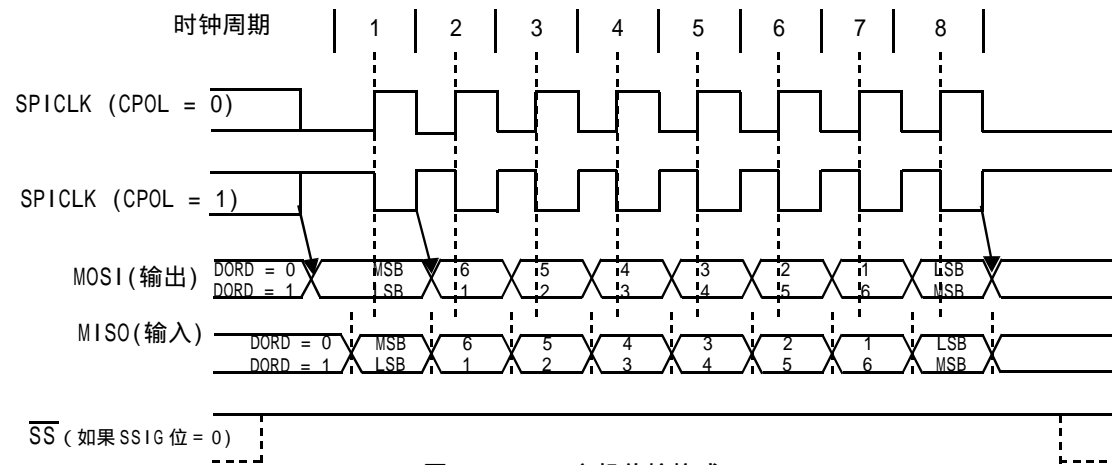 时钟周期 1 2 3 4 5 6 7 8
SPICLK (CPOL = 0)
SPICLK (CPOL = 1)
MOSI(输出) DORD = 0 MSB 6 5 4 3 2 1 LSB
DORD = 1 LSB 1 2 3 4 5 6 MSB
MISO(输入)
DORD = 0 MSB 6 5 4 3 2 1 LSB
DORD = 1 LSB 1 2 3 4 5 6 MSB
SS (如果SSIG位= 0)